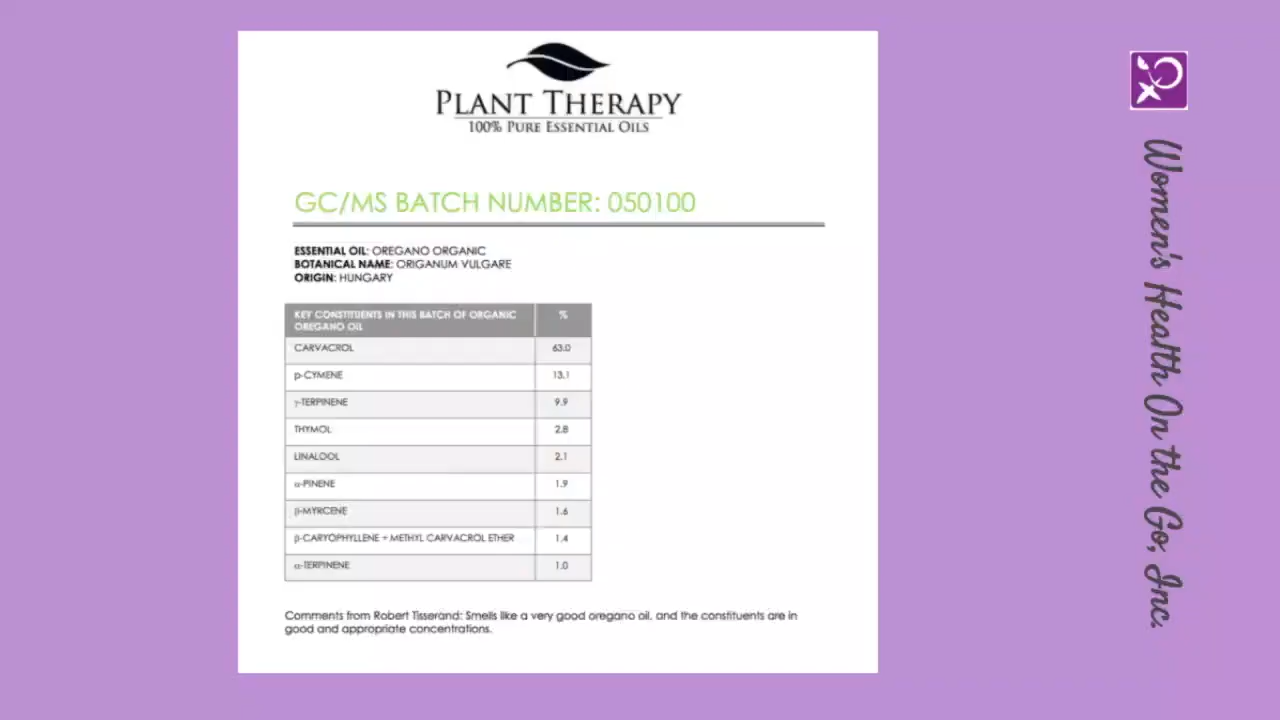 PLANT THERAPY
100% PURE ESSENTIAL OILS
GC/MS BATCH NUMBER: 050100
ESSENTIAL OIL: OREGANO ORGANIC
BOTANICAL NAME: ORIGANUM VULGARE
ORIGIN: HUNGARY
KEY CONSTITUENTS IN THIS BATCH OF ORGANIC %
OREGANO OIL
CARVACROL 63.0
p-CYMENE 13.1
γ-TERPINENE 9.9
THYMOL 2.8
LINALOOL 2.1
α-PINENE 1.9
β-MYRCENE 1.6
β-CARYOPHYLLENE + METHYL CARVACROL ETHER 1.4
α-TERPINENE 1.0
Comments from Robert Tisserand: Smells like a very good oregano oil, and the constituents are in
good and appropriate concentrations.
Women's Health On the Go, Inc.